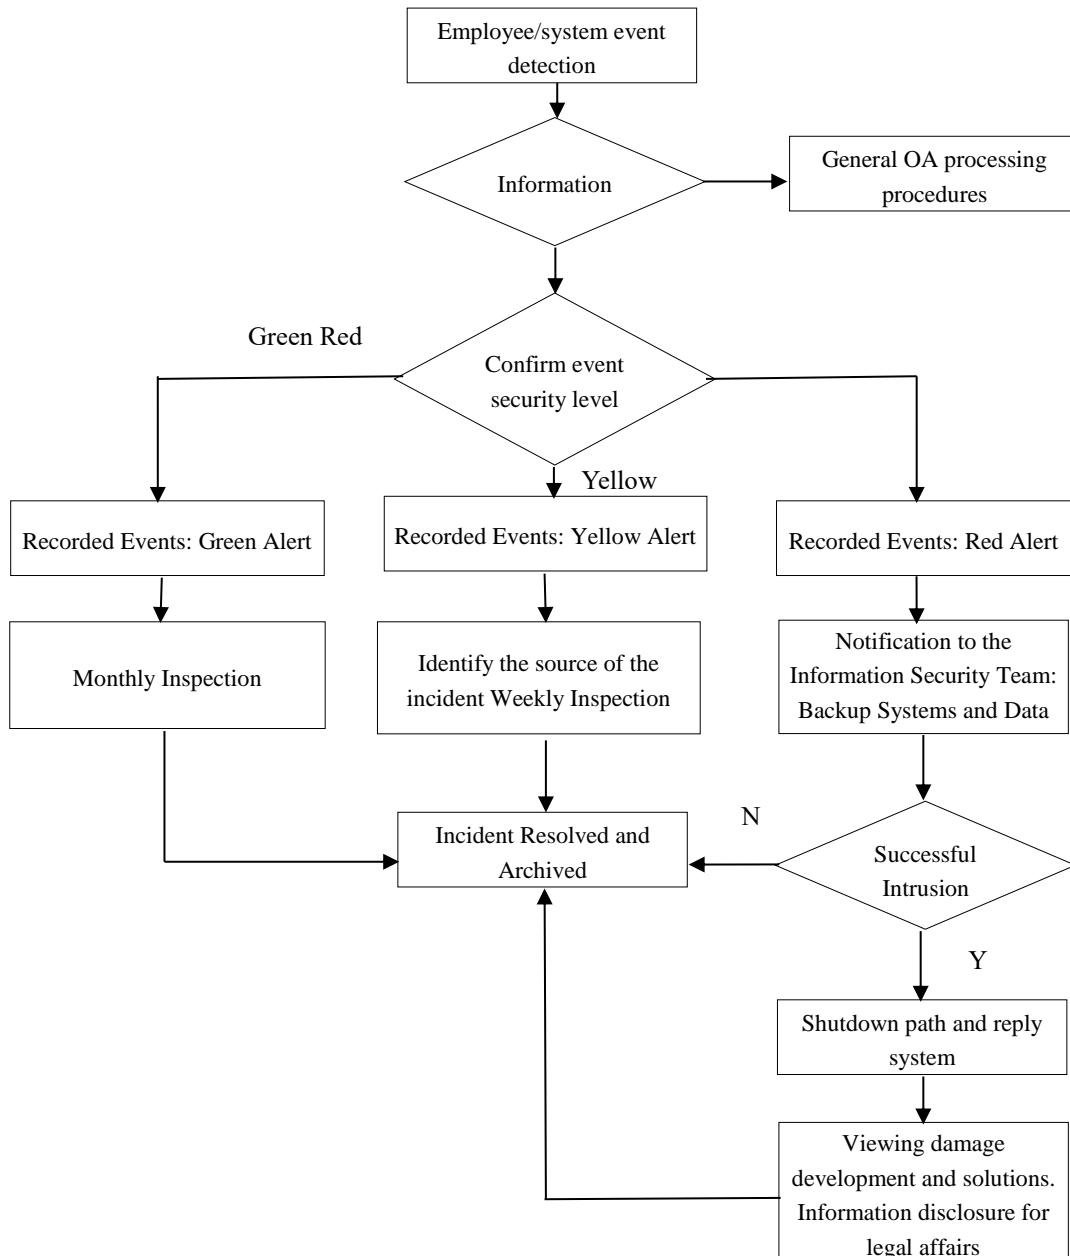 Employee/system event
detection
Information
General OA processing
procedures
Green Red
Confirm event
security level
Yellow
Recorded Events: Green Alert
Recorded Events: Yellow Alert
Recorded Events: Red Alert
Monthly Inspection
Identify the source of the
incident Weekly Inspection
Notification to the
Information Security Team:
Backup Systems and Data
Incident Resolved and
Archived
N
Successful
Intrusion
Y
Shutdown path and reply
system
Viewing damage
development and solutions.
Information disclosure for
legal affairs